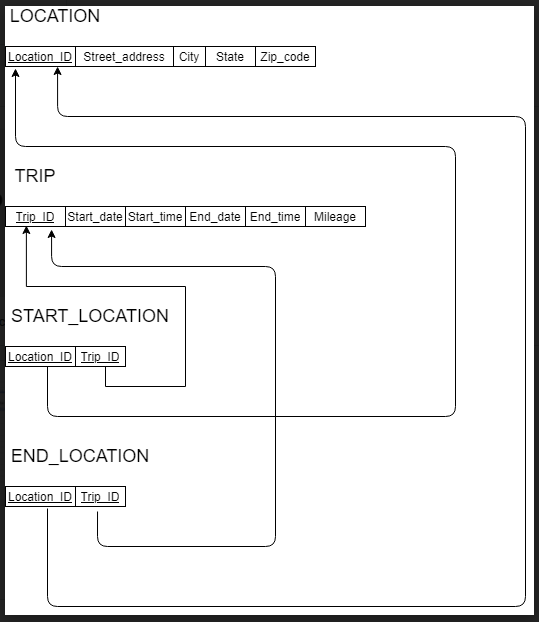 LOCATION
Location_ID Street_address City State Zip_code
TRIP
Trip_ID Start_date Start_time End_date End_time Mileage
START_LOCATION
Location_ID Trip_ID
END_LOCATION
Location_ID Trip_ID